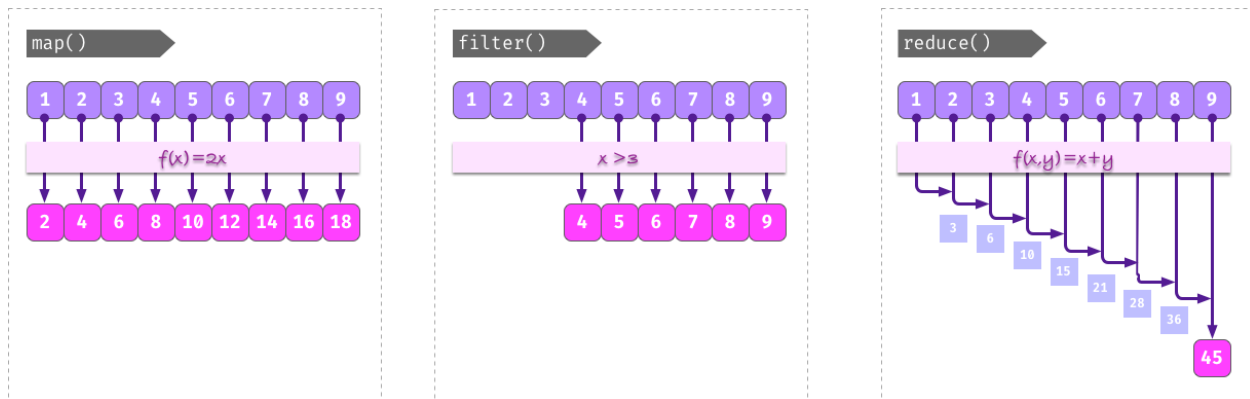 map()
1 2 3 4 5 6 7 8 9
f(x)=2x
2 4 6 8 10 12 14 16 18
filter()
1 2 3 4 5 6 7 8 9
x >3
4 5 6 7 8 9
reduce()
1 2 3 4 5 6 7 8 9
f(x,y)=x+y
3
6
10
15
21
28
36
45